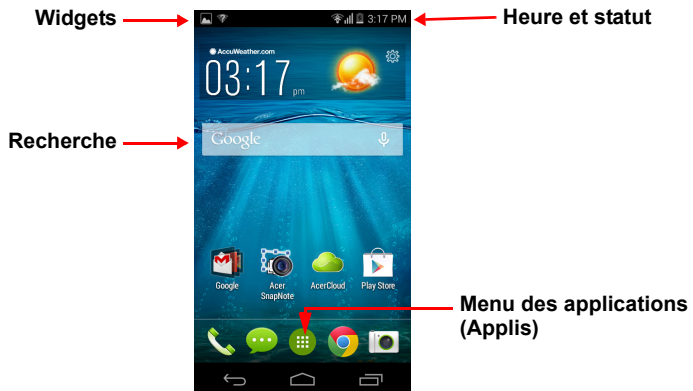 Widgets
3:17 PM
Heure et statut
AccuWeather.com
03:17 pm
Recherche
Google
Google
Acer
SnapNote
AcerCloud
Play Store
Menu des applications
(Applis)